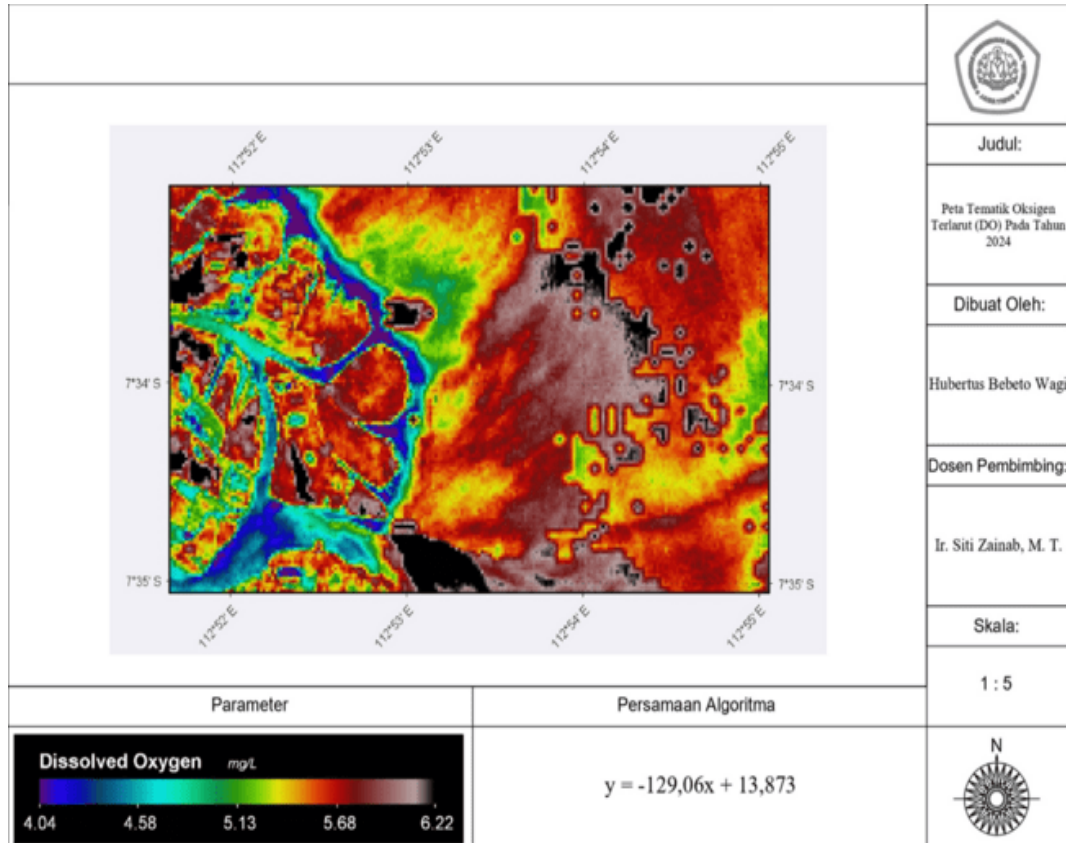 112°52' E
112°53' E
112°54' E
112°55' E
7°34' S
7°34' S
7°35' S
7°35' S
112°52' E
112°53' E
112°54' E
112°55' E
Judul:
Peta Tematik Oksigen
Terlarut (DO) Pada Tahun
2024
Dibuat Oleh:
Hubertus Bebeto Wagi
Dosen Pembimbing:
Ir. Siti Zainab, M. T.
Skala:
1 : 5
Parameter
Persamaan Algoritma
Dissolved Oxygen mg/L
4.04 4.58 5.13 5.68 6.22
y = -129,06x + 13,873
N